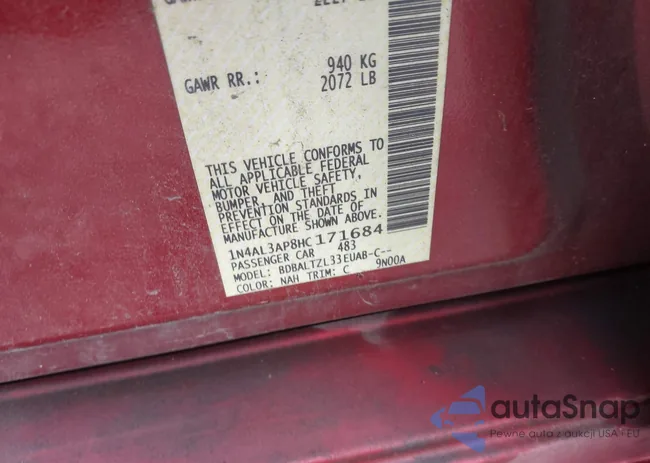 940 KG
GAWR RR.: 2072 LB
THIS VEHICLE CONFORMS TO
ALL APPLICABLE FEDERAL
MOTOR VEHICLE SAFETY,
BUMPER, AND THEFT
PREVENTION STANDARDS IN
EFFECT ON THE DATE OF
MANUFACTURE SHOWN ABOVE.
1N4AL3AP8HC171684
PASSENGER CAR 483
MODEL: BDBALTZL33EUAB-C--
COLOR: NAH TRIM: C 9N00A
autaSnap
Pewne auta z aukcji USA i EU